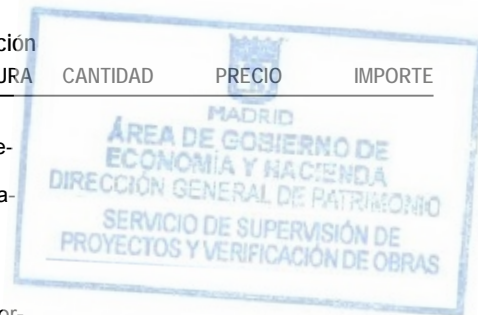 ción
URA CANTIDAD PRECIO IMPORTE
MADRID
ÁREA DE GOBIERNO DE
ECONOMÍA Y HACIENDA
DIRECCIÓN GENERAL DE PATRIMONIO
SERVICIO DE SUPERVISIÓN DE
PROYECTOS Y VERIFICACIÓN DE OBRAS
e-
a-
er-